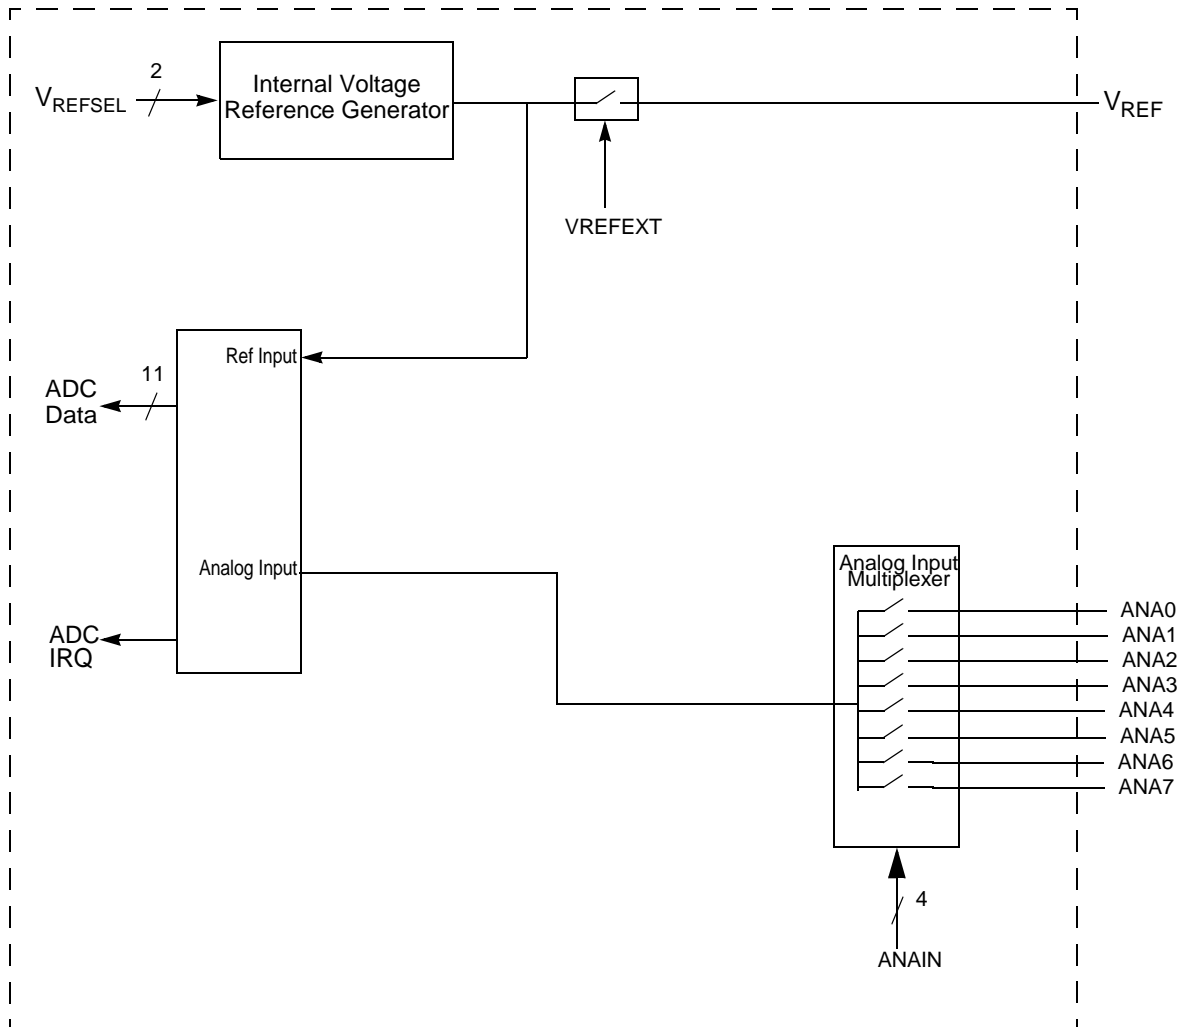 2
VREFSEL
Internal Voltage
Reference Generator
VREF
VREFEXT
Ref Input
11
ADC
Data
Analog Input
ADC
IRQ
Analog Input
Multiplexer
ANA0
ANA1
ANA2
ANA3
ANA4
ANA5
ANA6
ANA7
4
ANAIN